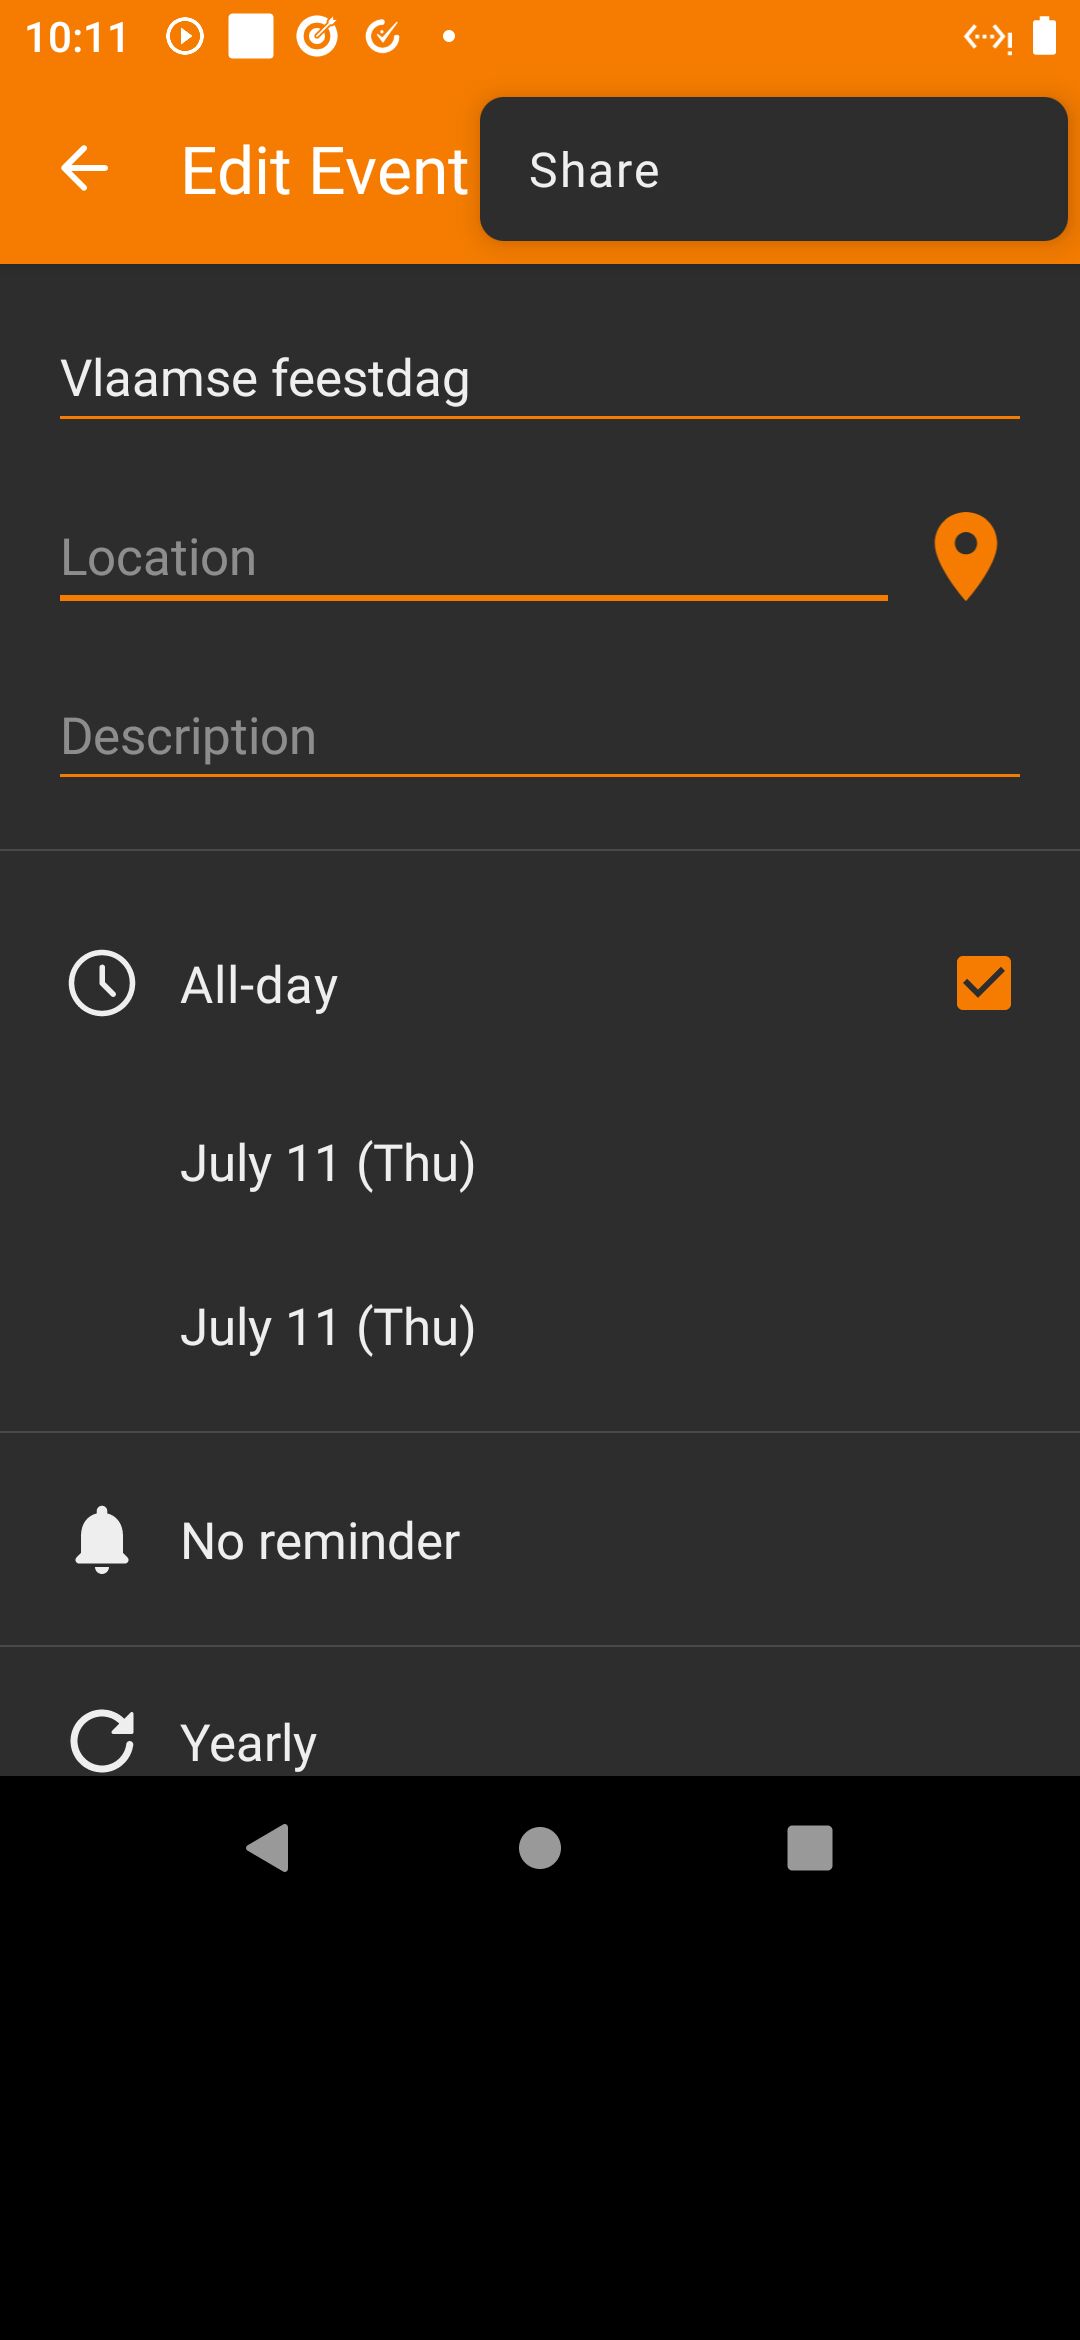 10:11
Edit Event
Share
Vlaamse feestdag
Location
Description
All-day
July 11 (Thu)
July 11 (Thu)
No reminder
Yearly